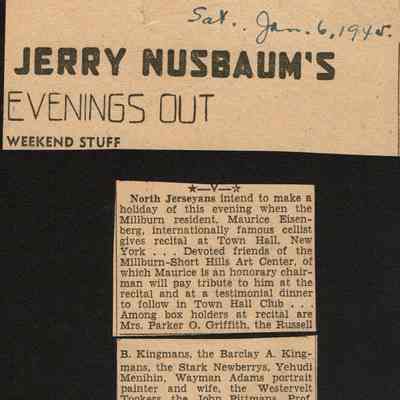 Sat. Jan. 6, 1945.
JERRY NUSBAUM'S
EVENINGS OUT
WEEKEND STUFF
☆—V—☆
North Jerseyans intend to make a
holiday of this evening when the
Millburn resident, Maurice Eisen-
berg, internationally famous cellist
gives recital at Town Hall, New
York . . . Devoted friends of the
Millburn-Short Hills Art Center, of
which Maurice is an honorary chair-
man will pay tribute to him at the
recital and at a testimonial dinner
to follow in Town Hall Club . . .
Among box holders at recital are
Mrs. Parker O. Griffith, the Russell
B. Kingmans, the Barclay A. King-
mans, the Stark Newberrys, Yehudi
Menihin, Wayman Adams portrait
painter and wife, the Westervelt
Tookers, the John Pittmans, Prof.